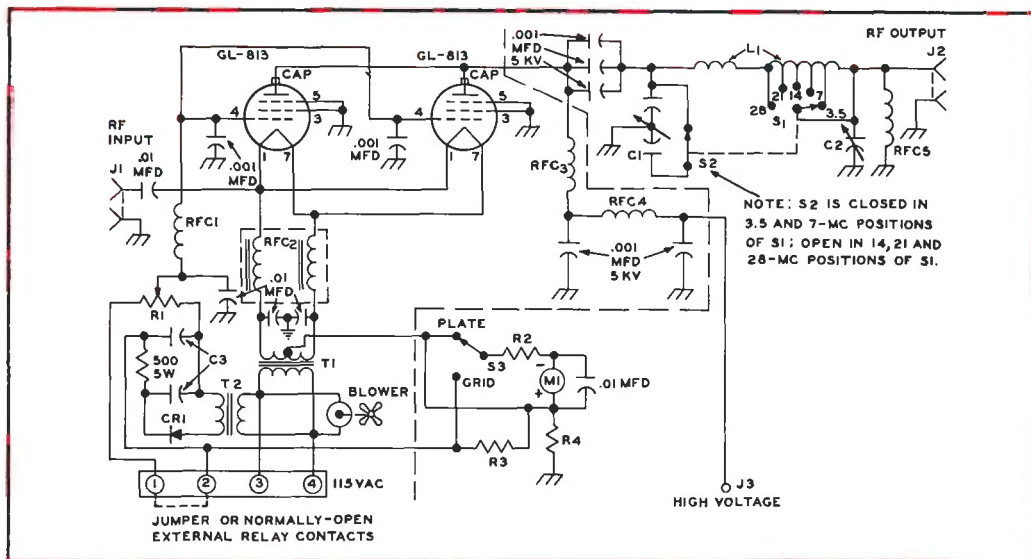 GL-813
CAP
GL-813
CAP
.001
MFD
5 KV
L1
RF OUTPUT
J2
4
5
3
4
5
3
28
21
14
7
3.5
S1
RF
INPUT
J1
.01
MFD
.001
MFD
1
7
.001
MFD
1
7
C1
S2
C2
RFC5
RFC3
NOTE: S2 IS CLOSED IN
3.5 AND 7-MC POSITIONS
OF S1; OPEN IN 14, 21 AND
28-MC POSITIONS OF S1.
RFC1
RFC2
RFC4
.01
MFD
.001
MFD
5 KV
R1
C3
500
5W
T1
T2
CR1
BLOWER
PLATE
S3
R2
-
M1
+
.01 MFD
GRID
R3
R4
1
2
3
4
115 VAC
J3
HIGH VOLTAGE
JUMPER OR NORMALLY-OPEN
EXTERNAL RELAY CONTACTS